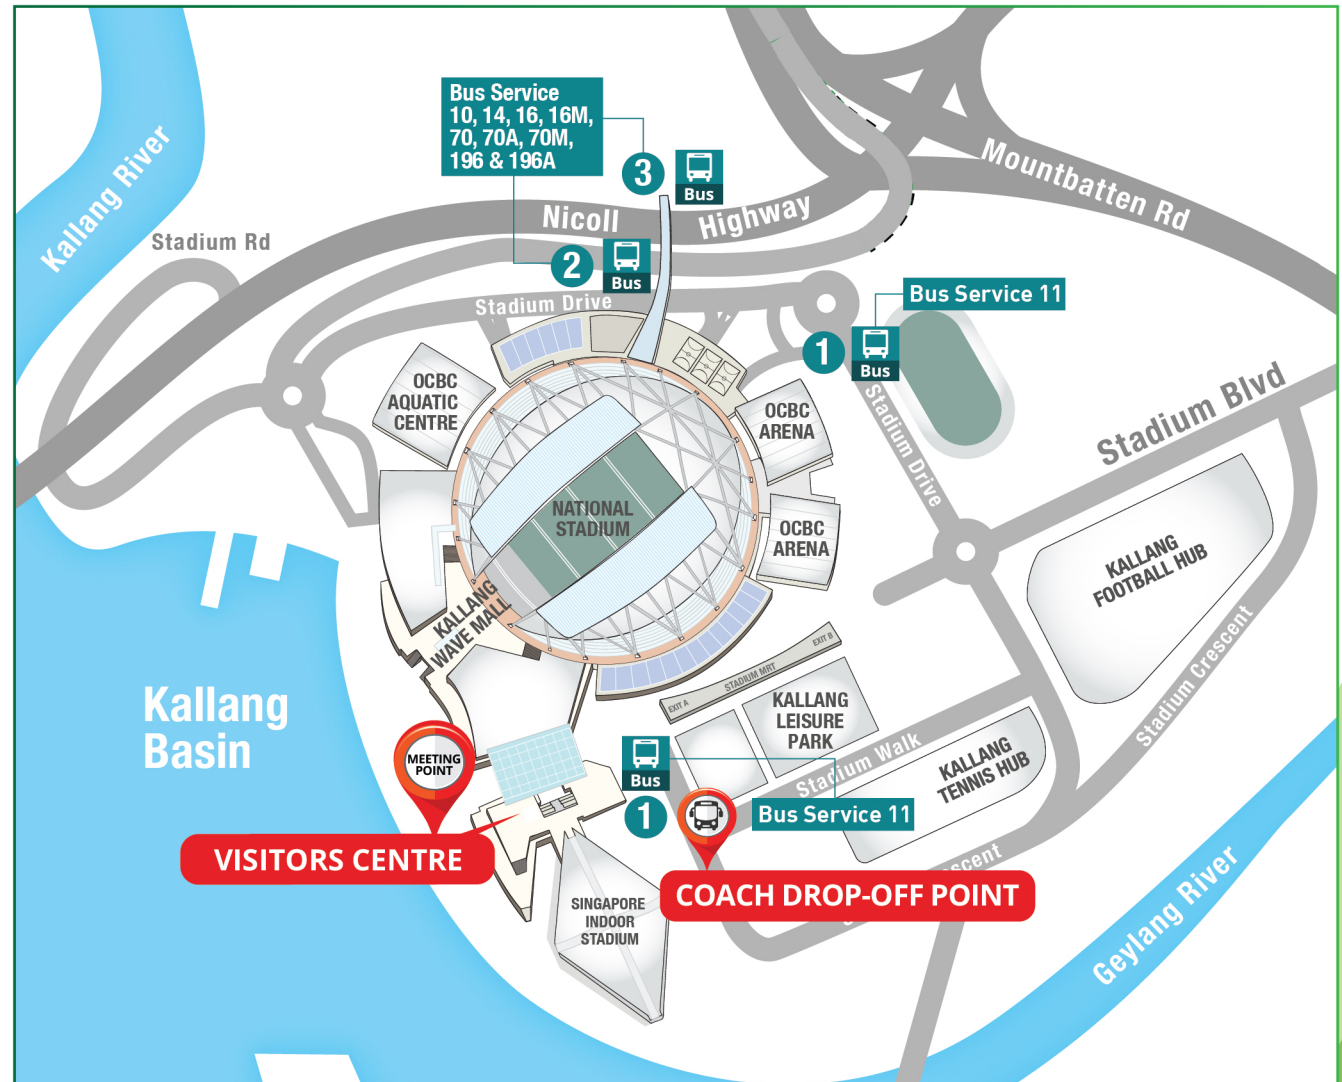 Bus Service
10, 14, 16, 16M,
70, 70A, 70M,
196 & 196A
3
Bus
Mountbatten Rd
Kallang River
Stadium Rd
Nicoll Highway
2
Bus
Stadium Drive
Bus Service 11
1
Bus
OCBC
AQUATIC
CENTRE
OCBC
ARENA
Stadium Drive
Stadium Blvd
NATIONAL
STADIUM
OCBC
ARENA
KALLANG
FOOTBALL HUB
KALLANG
WAVE MALL
EXIT B
STADIUM MRT
EXIT A
Stadium Crescent
Kallang
Basin
KALLANG
LEISURE
PARK
MEETING
POINT
Bus
1
Stadium Walk
KALLANG
TENNIS HUB
Bus Service 11
VISITORS CENTRE
COACH DROP-OFF POINT
SINGAPORE
INDOOR
STADIUM
Geylang River